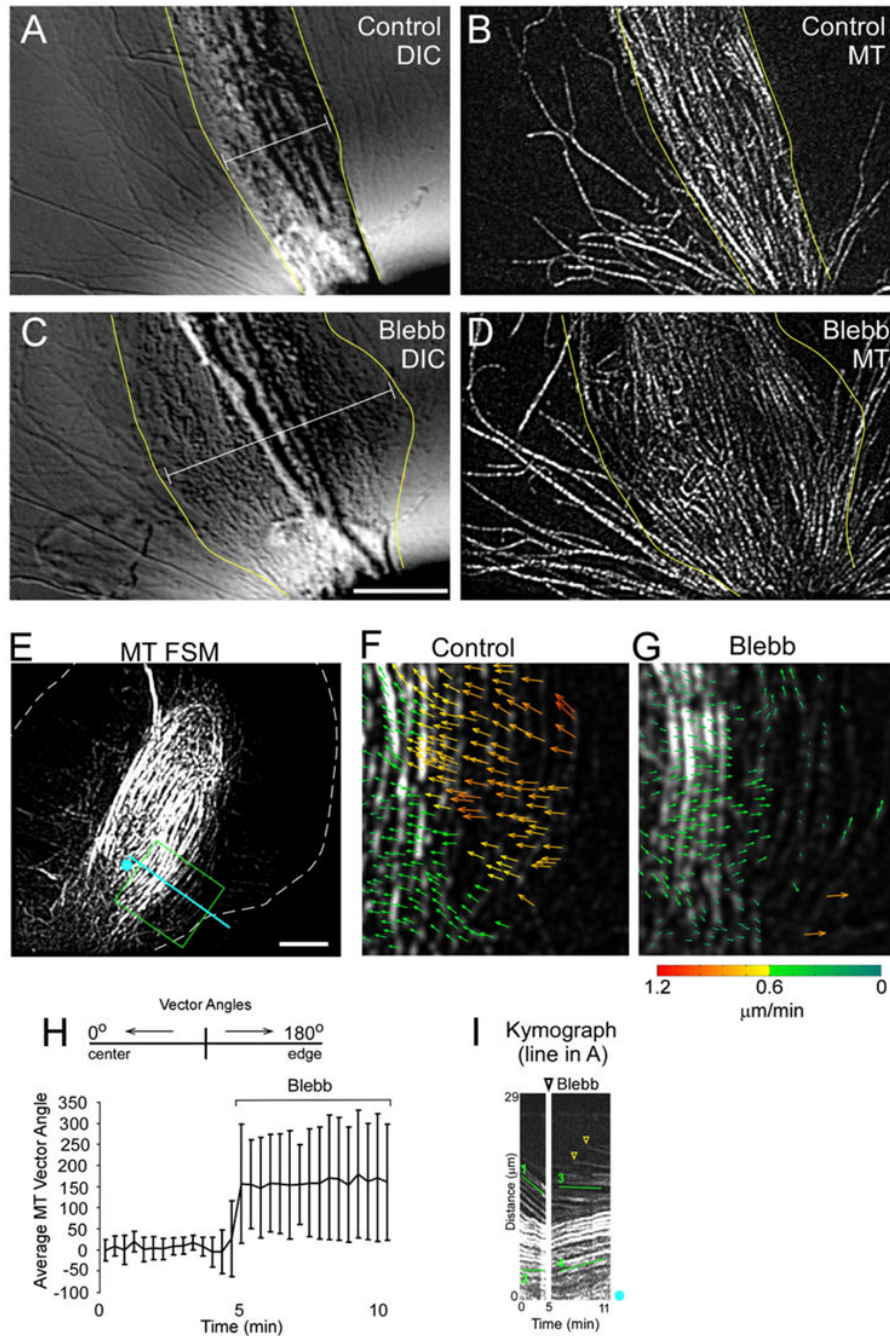 A
Control
DIC
B
Control
MT
C
Blebb
DIC
D
Blebb
MT
E
MT FSM
F
Control
G
Blebb
1.2
0.6
0
μm/min
H
Vector Angles
0º
180º
center
edge
Blebb
350
300
250
200
150
100
50
0
-50
-100
Average MT Vector Angle
0
5
10
Time (min)
I
Kymograph
(line in A)
Blebb
29
0
Distance (μm)
1
3
0
5
11
Time (min)